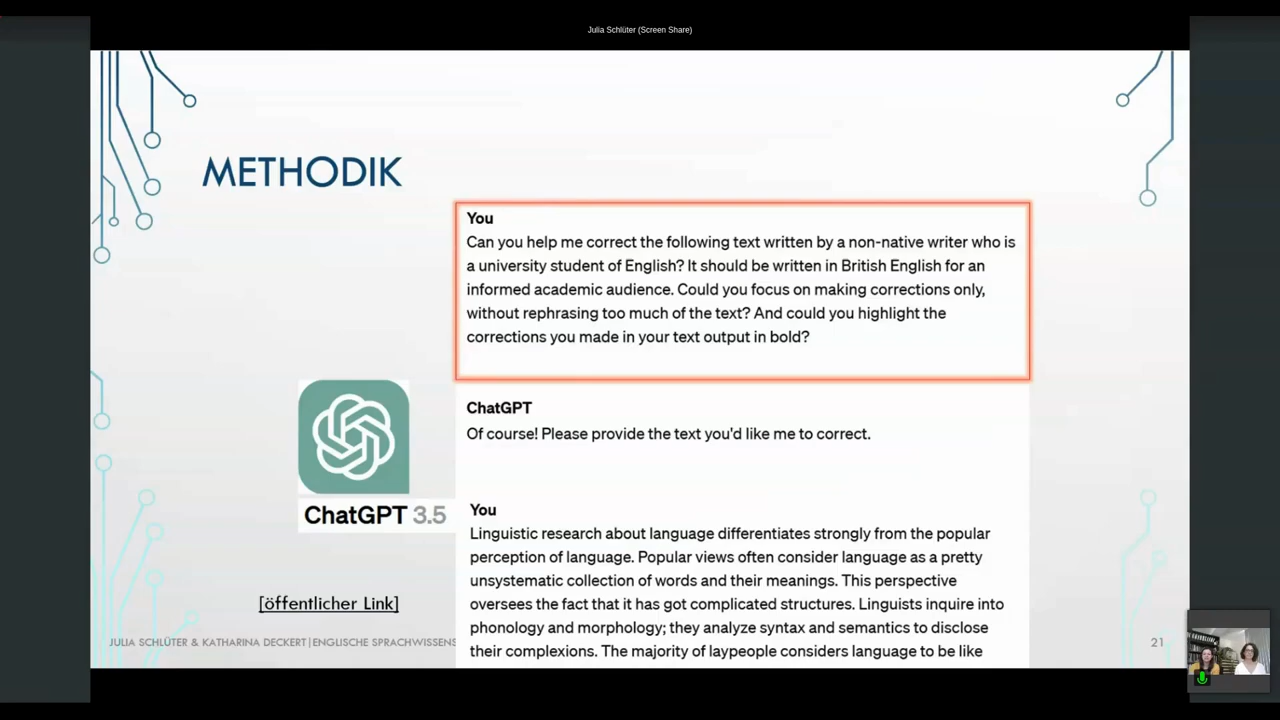 Julia Schlüter (Screen Share)
METHODIK
You
Can you help me correct the following text written by a non-native writer who is
a university student of English? It should be written in British English for an
informed academic audience. Could you focus on making corrections only,
without rephrasing too much of the text? And could you highlight the
corrections you made in your text output in bold?
ChatGPT
Of course! Please provide the text you'd like me to correct.
ChatGPT 3.5
You
Linguistic research about language differentiates strongly from the popular
perception of language. Popular views often consider language as a pretty
unsystematic collection of words and their meanings. This perspective
oversees the fact that it has got complicated structures. Linguists inquire into
phonology and morphology; they analyze syntax and semantics to disclose
their complexions. The majority of laypeople considers language to be like
[öffentlicher Link]
JULIA SCHLÜTER & KATHARINA DECKERT|ENGLISCHE SPRACHWISSENS
21